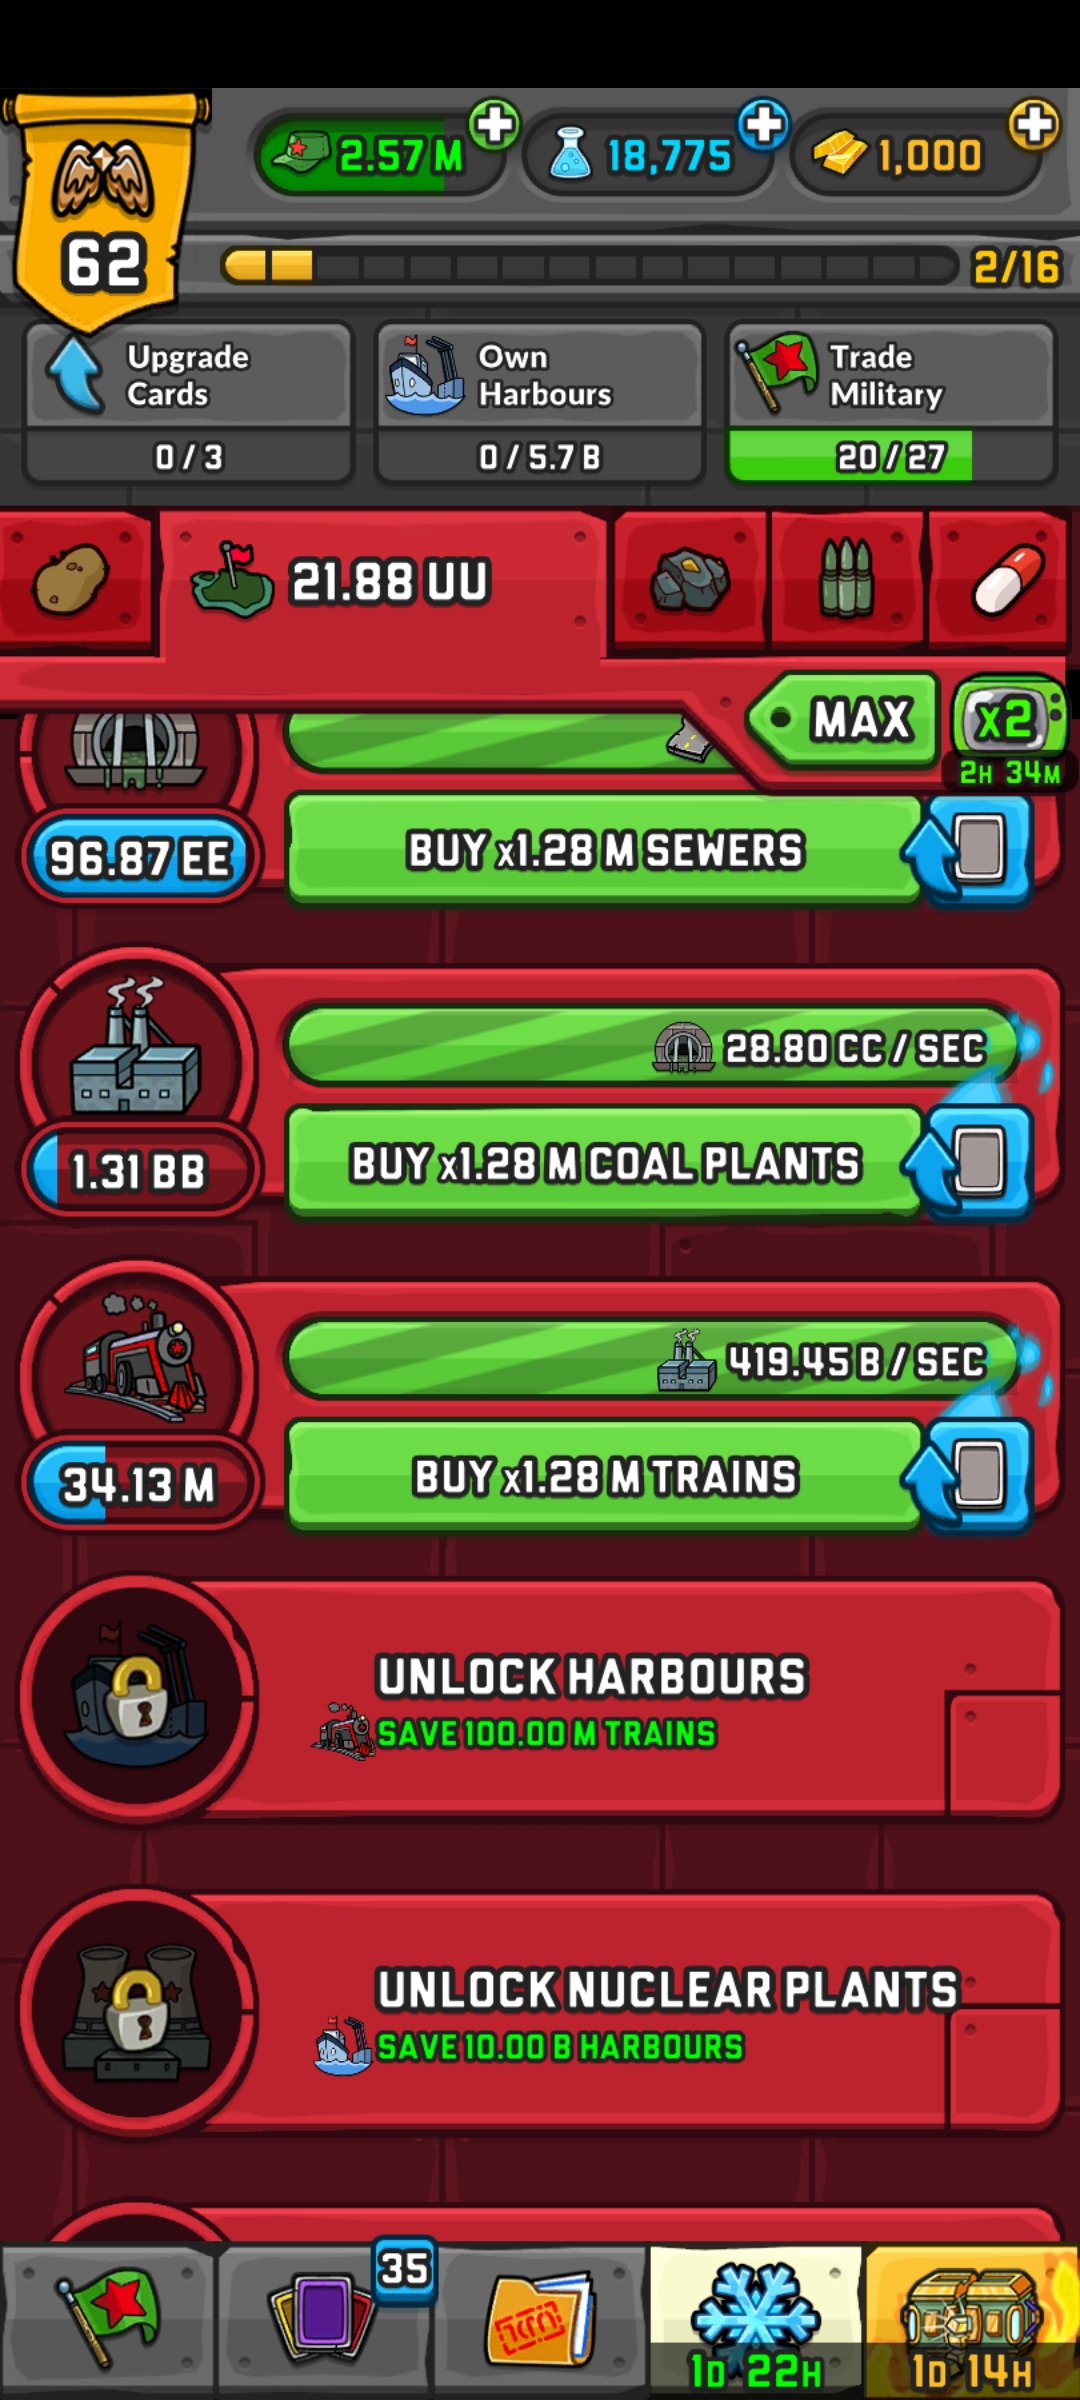 2.57 M
18,775
1,000
62
2/16
Upgrade
Cards
0 / 3
Own
Harbours
0 / 5.7 B
Trade
Military
20 / 27
21.88 UU
MAX
x2
2H 34M
96.87 EE
BUY x1.28 M SEWERS
28.80 CC / SEC
1.31 BB
BUY x1.28 M COAL PLANTS
419.45 B / SEC
34.13 M
BUY x1.28 M TRAINS
UNLOCK HARBOURS
SAVE 100.00 M TRAINS
UNLOCK NUCLEAR PLANTS
SAVE 10.00 B HARBOURS
35
1D 22H
1D 14H